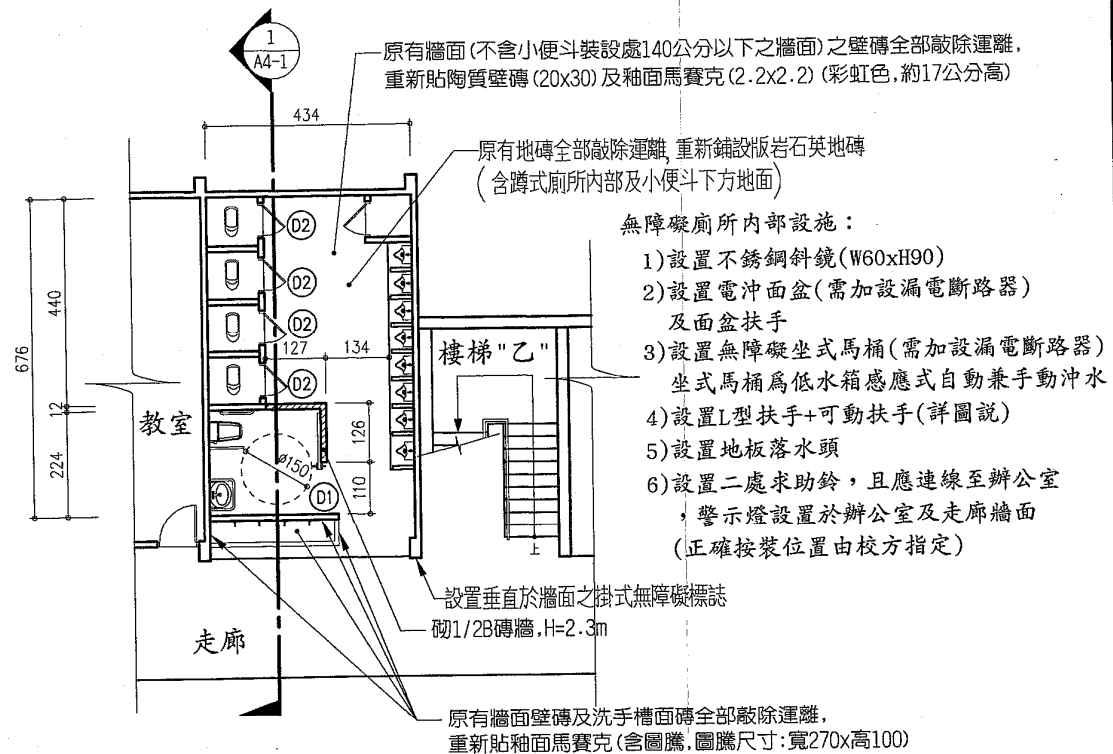 1
A4-1
原有牆面(不含小便斗裝設處140公分以下之牆面)之壁磚全部敲除運離,
重新貼陶質壁磚(20x30)及釉面馬賽克(2.2x2.2)(彩虹色,約17公分高)
434
原有地磚全部敲除運離,重新鋪設版岩石英地磚
(含蹲式廁所內部及小便斗下方地面)
無障礙廁所內部設施：
1)設置不銹鋼斜鏡(W60xH90)
2)設置電沖面盆(需加設漏電斷路器)
及面盆扶手
3)設置無障礙坐式馬桶(需加設漏電斷路器)
坐式馬桶為低水箱感應式自動兼手動沖水
4)設置L型扶手+可動扶手(詳圖說)
5)設置地板落水頭
6)設置二處求助鈴，且應連線至辦公室
，警示燈設置於辦公室及走廊牆面
(正確按裝位置由校方指定)
D2
D2
D2
D2
440
676
12
224
127
134
126
110
ø150
D1
教室
樓梯"乙"
上
設置垂直於牆面之掛式無障礙標誌
砌1/2B磚牆,H=2.3m
走廊
原有牆面壁磚及洗手槽面磚全部敲除運離,
重新貼釉面馬賽克(含圖騰,圖騰尺寸:寬270x高100)